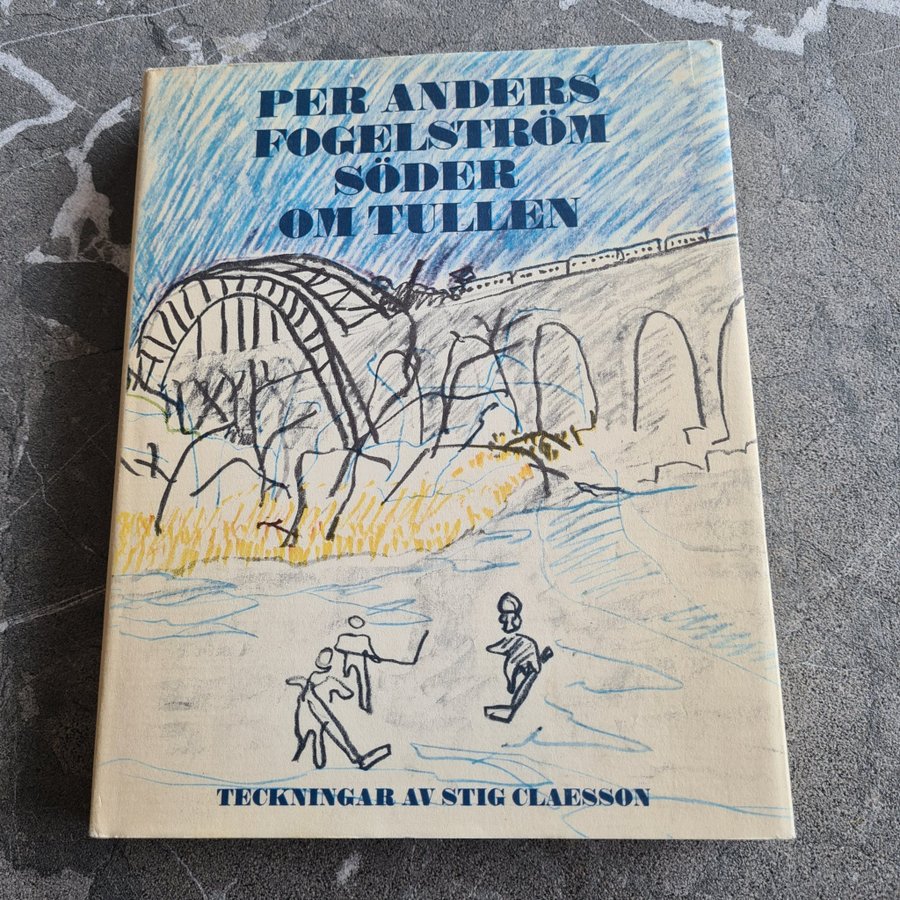 PER ANDERS
FOGELSTRÖM
SÖDER
OM TULLEN
TECKNINGAR AV STIG CLAESSON